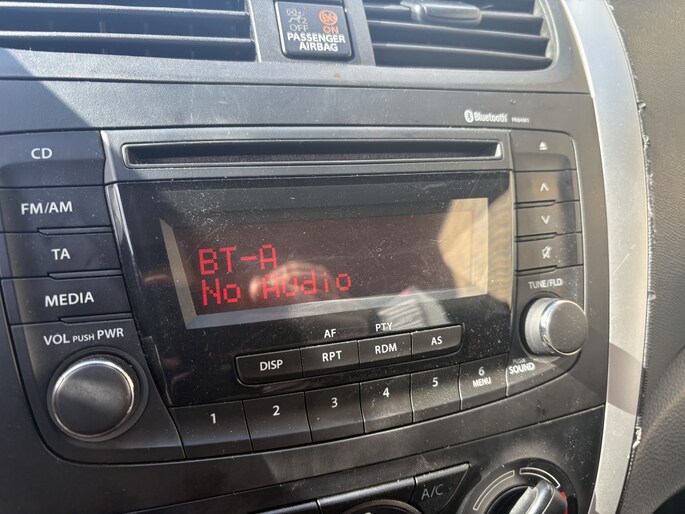 OFF ON
PASSENGER
AIRBAG
Bluetooth
CD
FM/AM
TA
MEDIA
VOL PUSH PWR
BT-A
No Audio
TUNE/FLD
AF PTY
DISP RPT RDM AS
1 2 3 4 5 6
MENU
PUSH
SOUND
A/C